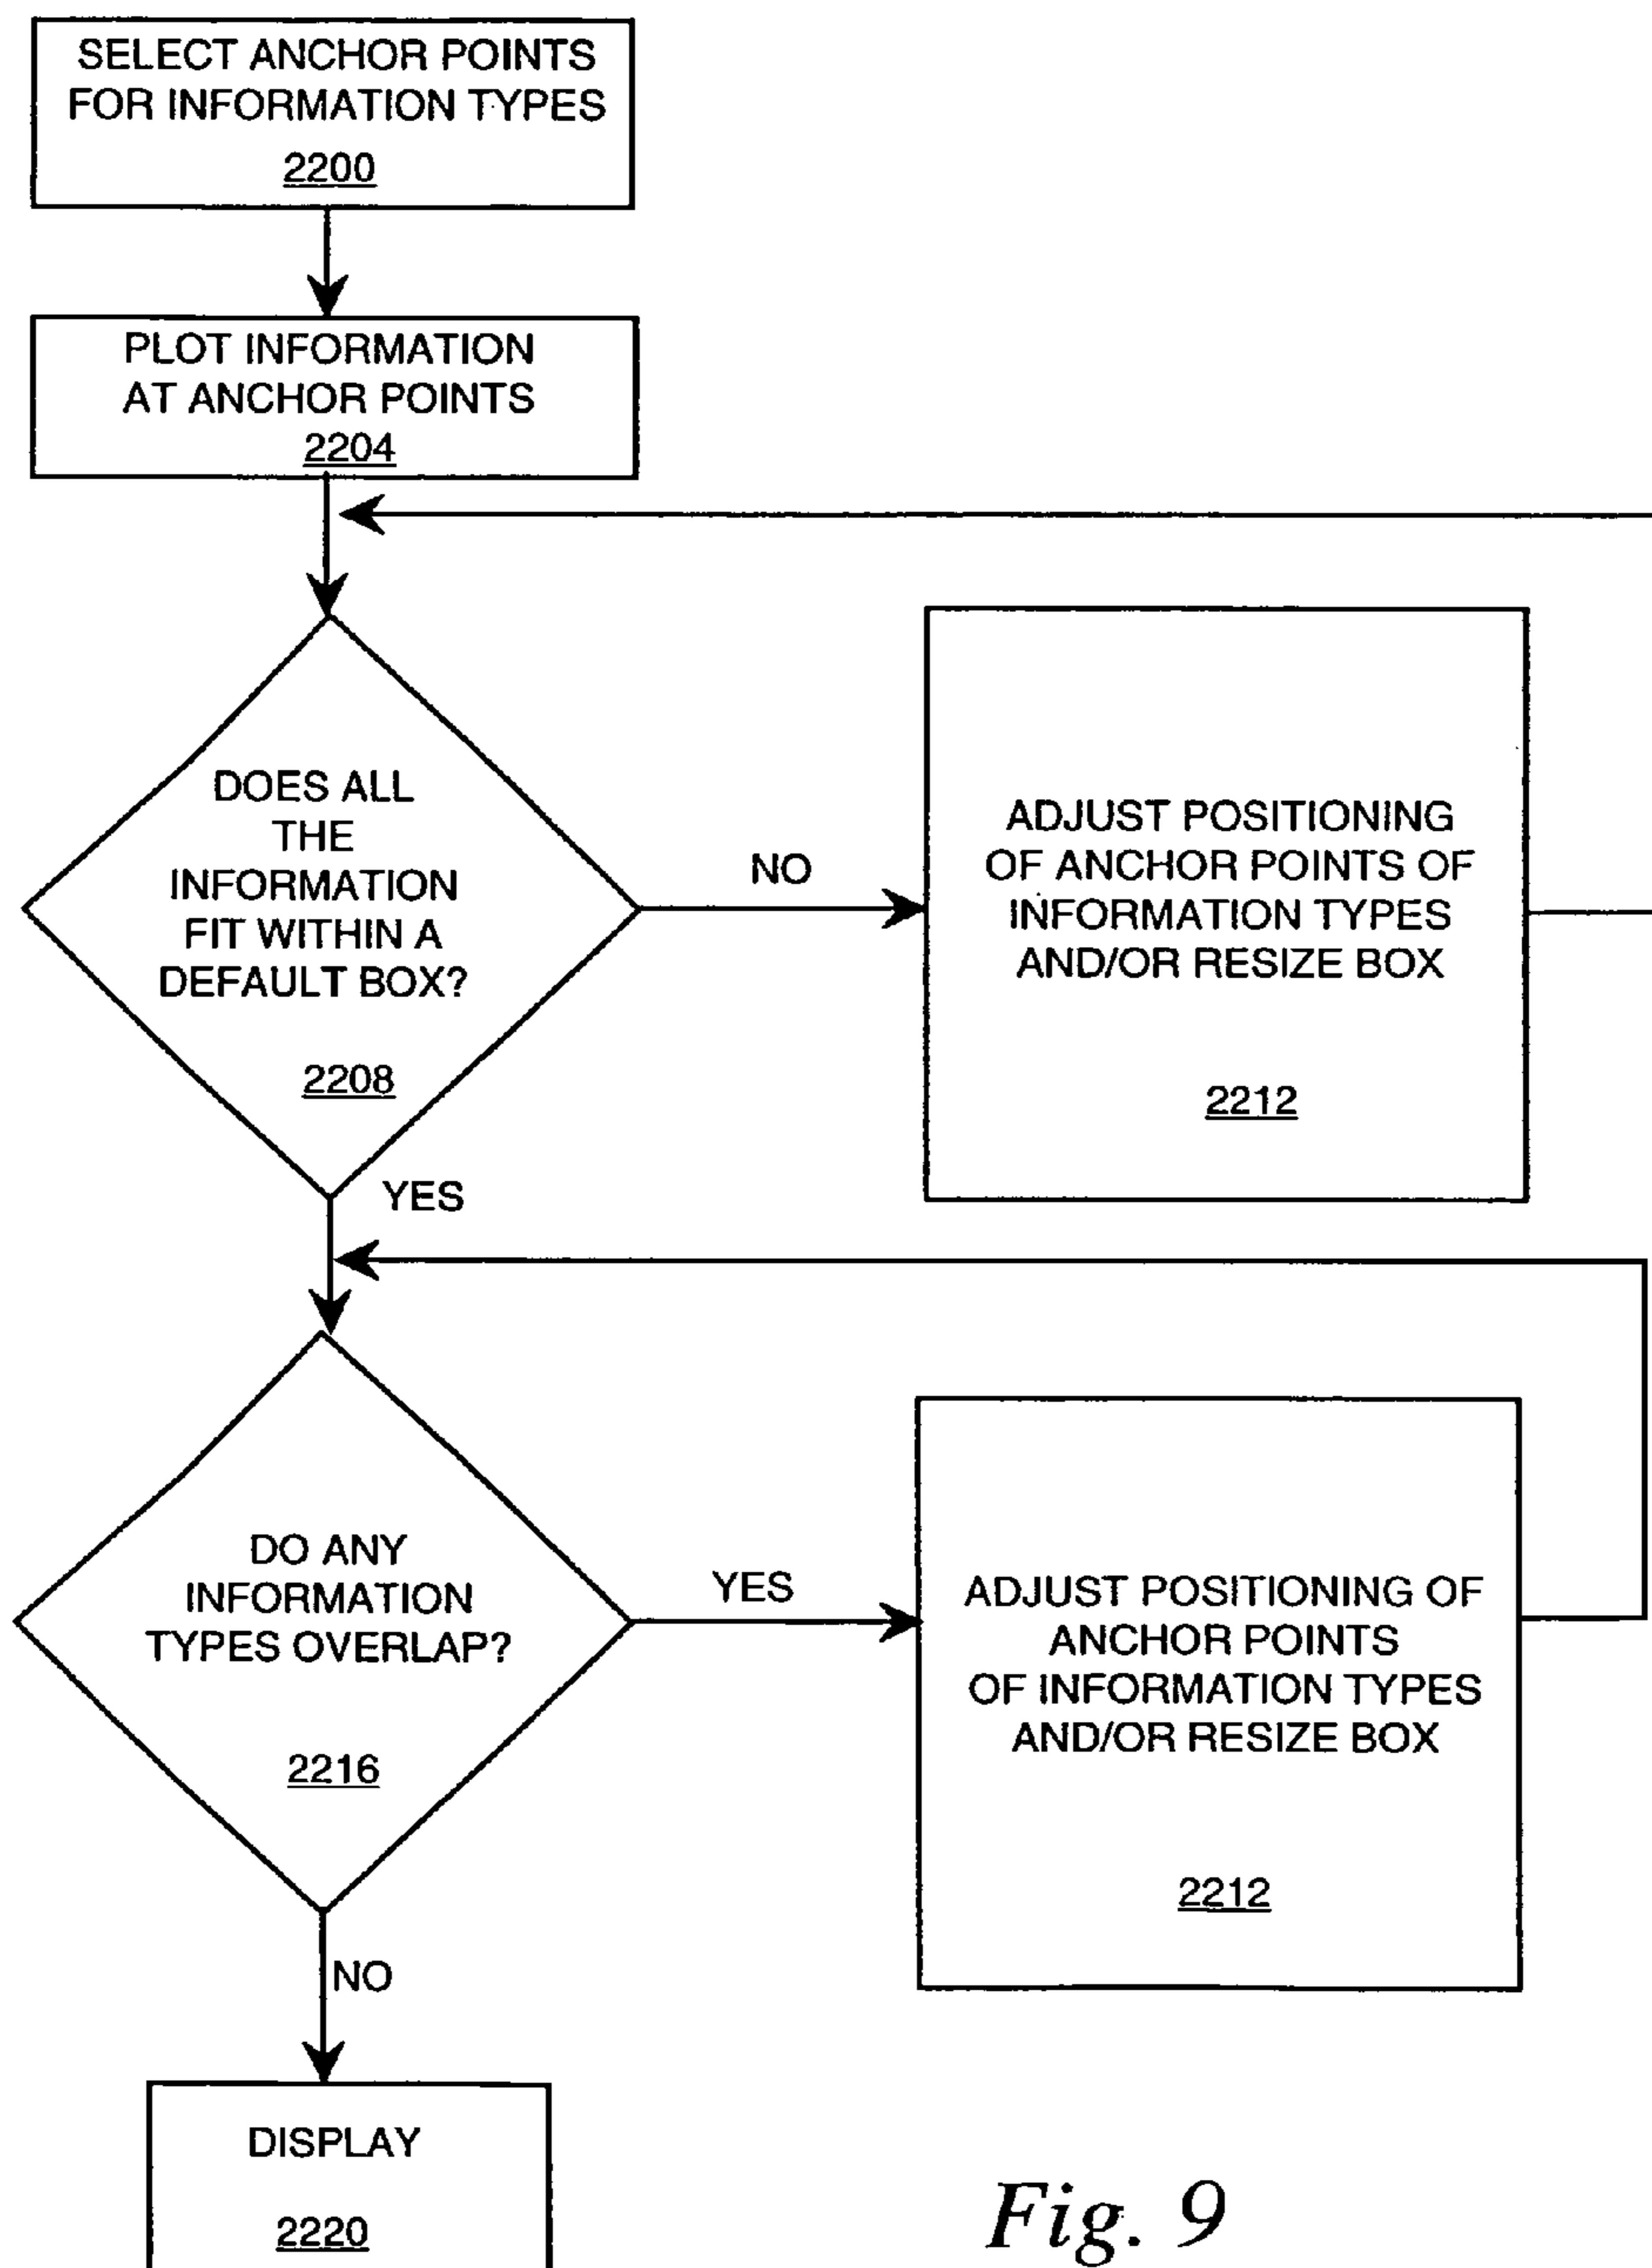 SELECT ANCHOR POINTS
FOR INFORMATION TYPES
2200
PLOT INFORMATION
AT ANCHOR POINTS
2204
DOES ALL
THE
INFORMATION
FIT WITHIN A
DEFAULT BOX?
2208
NO
ADJUST POSITIONING
OF ANCHOR POINTS OF
INFORMATION TYPES
AND/OR RESIZE BOX
2212
YES
DO ANY
INFORMATION
TYPES OVERLAP?
2216
YES
ADJUST POSITIONING OF
ANCHOR POINTS
OF INFORMATION TYPES
AND/OR RESIZE BOX
2212
NO
DISPLAY
2220
Fig. 9